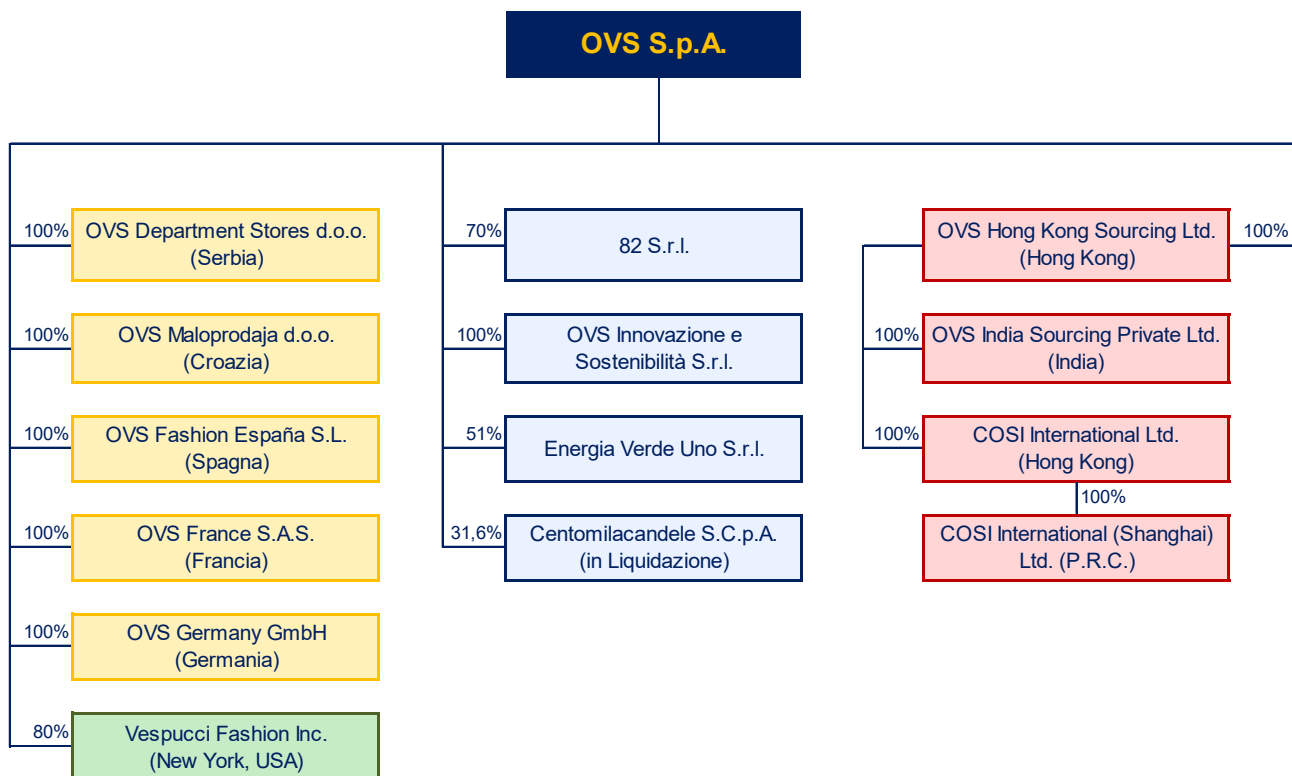 OVS S.p.A.
100%
OVS Department Stores d.o.o.
(Serbia)
100%
OVS Maloprodaja d.o.o.
(Croazia)
100%
OVS Fashion España S.L.
(Spagna)
100%
OVS France S.A.S.
(Francia)
100%
OVS Germany GmbH
(Germania)
80%
Vespucci Fashion Inc.
(New York, USA)
70%
82 S.r.l.
100%
OVS Innovazione e
Sostenibilità S.r.l.
51%
Energia Verde Uno S.r.l.
31,6%
Centomilacandele S.C.p.A.
(in Liquidazione)
OVS Hong Kong Sourcing Ltd.
(Hong Kong)
100%
100%
OVS India Sourcing Private Ltd.
(India)
100%
COSI International Ltd.
(Hong Kong)
100%
COSI International (Shanghai)
Ltd. (P.R.C.)